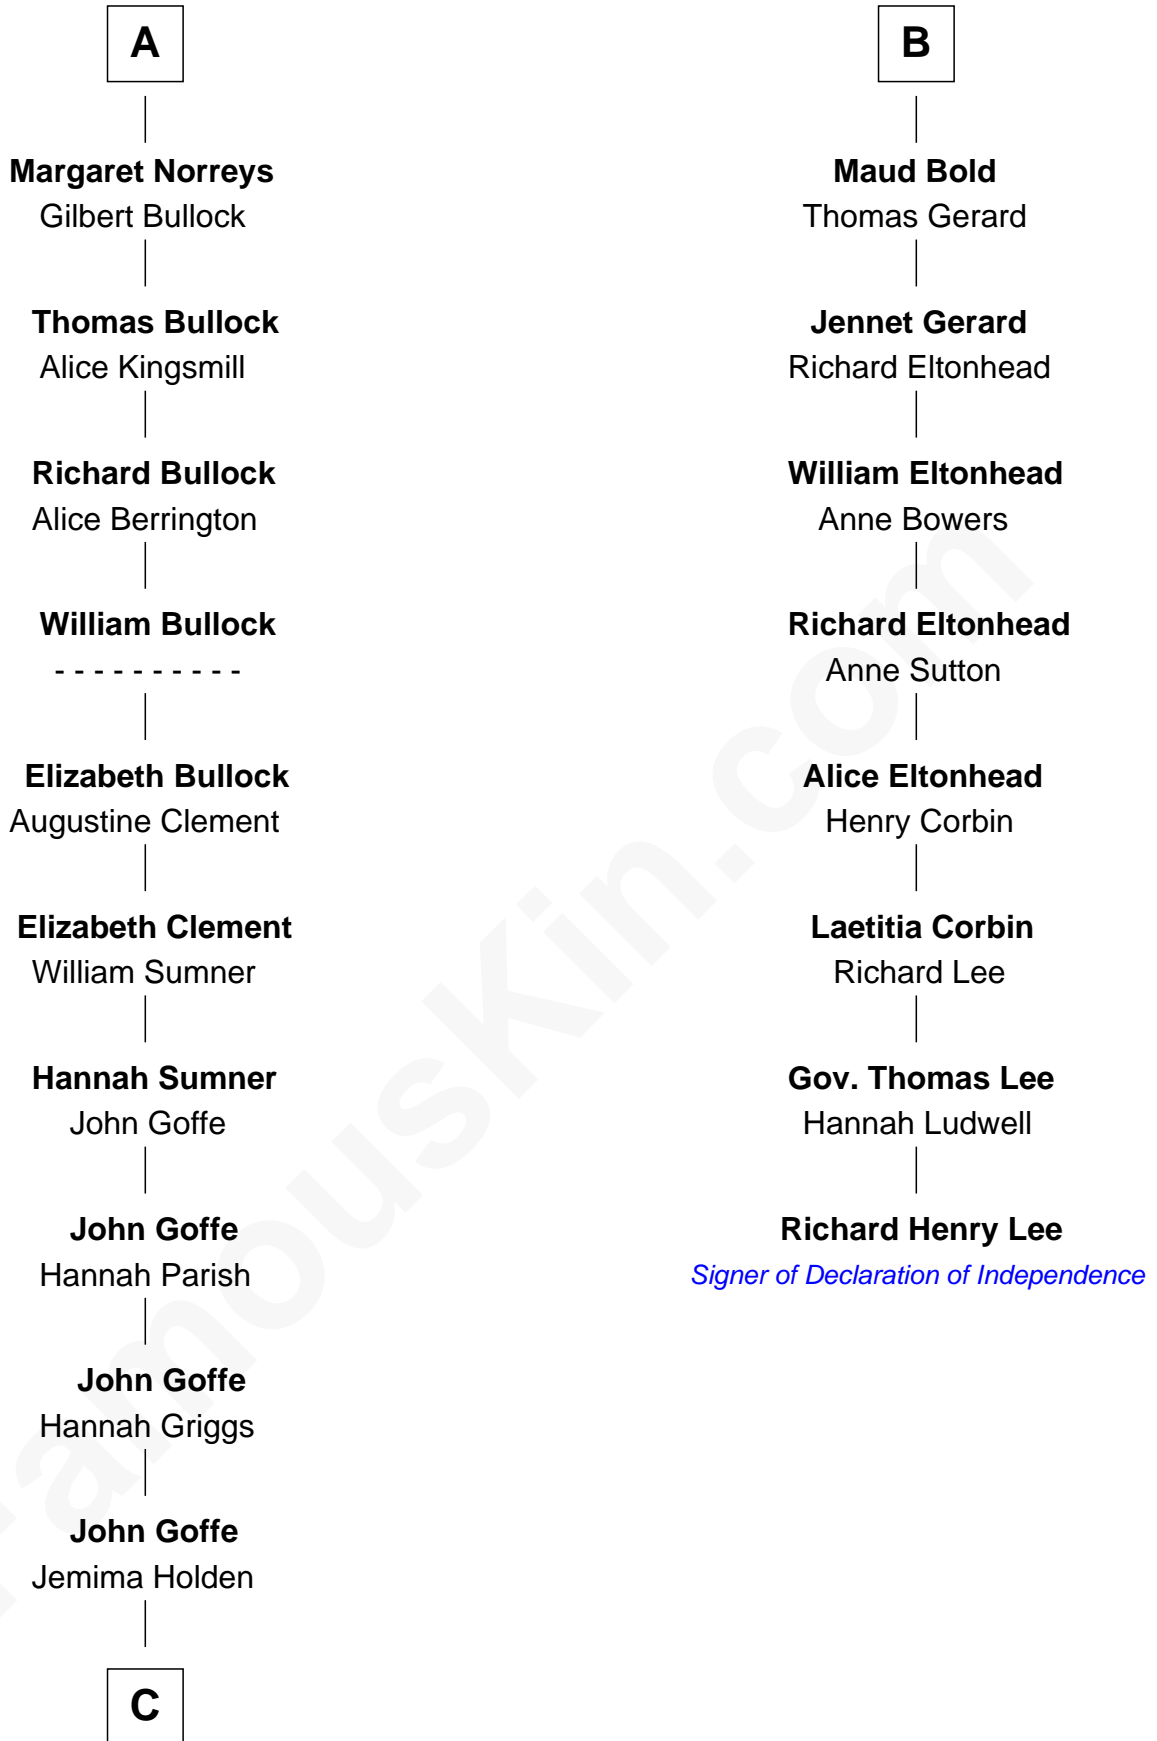 A
Margaret Norreys
Gilbert Bullock
Thomas Bullock
Alice Kingsmill
Richard Bullock
Alice Berrington
William Bullock
- - - - - - - - - -
Elizabeth Bullock
Augustine Clement
Elizabeth Clement
William Sumner
Hannah Sumner
John Goffe
John Goffe
Hannah Parish
John Goffe
Hannah Griggs
John Goffe
Jemima Holden
C
B
Maud Bold
Thomas Gerard
Jennet Gerard
Richard Eltonhead
William Eltonhead
Anne Bowers
Richard Eltonhead
Anne Sutton
Alice Eltonhead
Henry Corbin
Laetitia Corbin
Richard Lee
Gov. Thomas Lee
Hannah Ludwell
Richard Henry Lee
Signer of Declaration of Independence
FamousKin.com